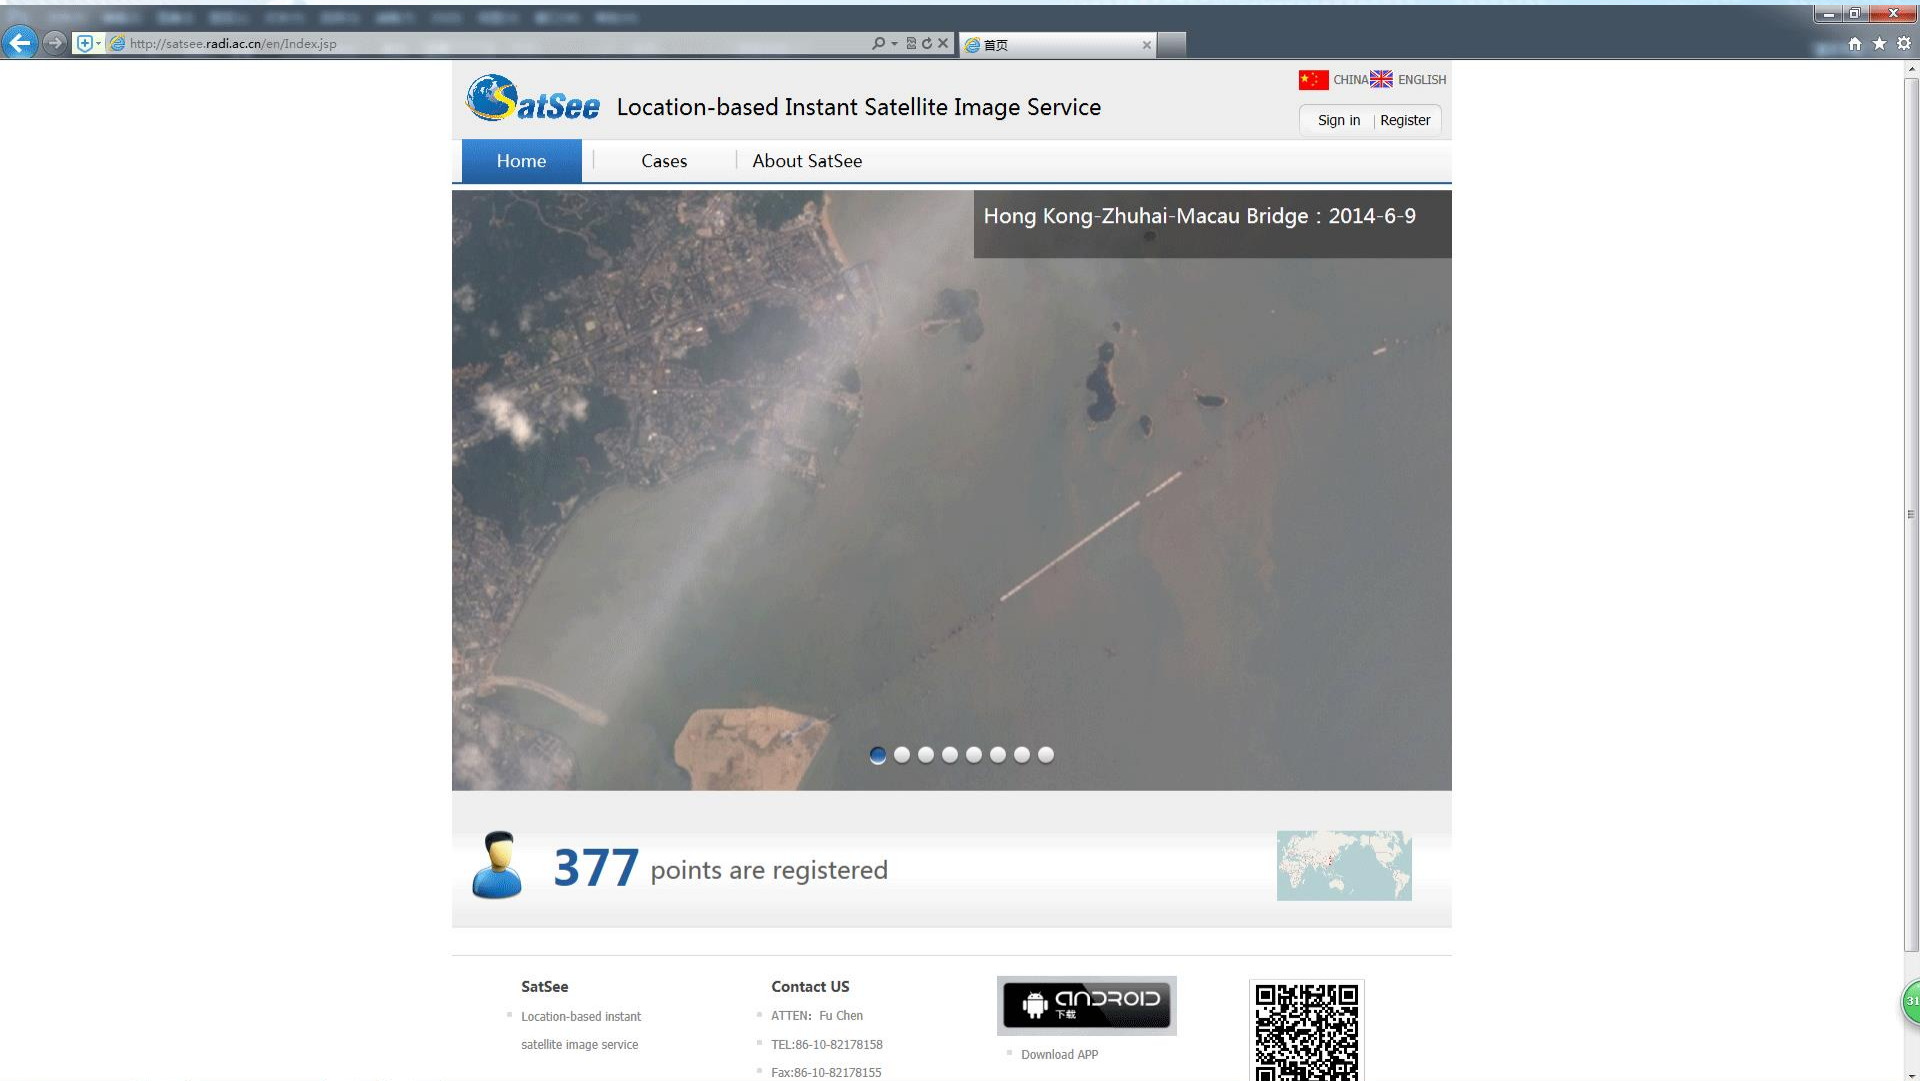 http://satsee.radi.ac.cn/en/Index.jsp
首页
SatSee
Location-based Instant Satellite Image Service
CHINA
ENGLISH
Sign in
Register
Home
Cases
About SatSee
Hong Kong-Zhuhai-Macau Bridge : 2014-6-9
377 points are registered
SatSee
Location-based instant
satellite image service
Contact US
ATTEN: Fu Chen
TEL:86-10-82178158
Fax:86-10-82178155
ANDROID
下载
Download APP
31